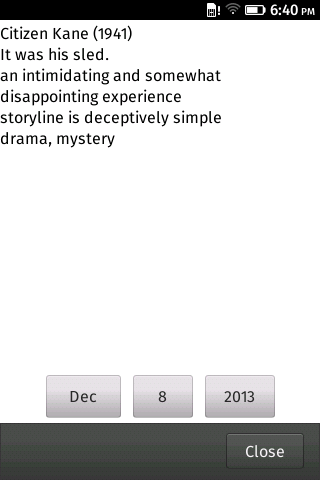 6:40 PM
Citizen Kane (1941)
It was his sled.
an intimidating and somewhat
disappointing experience
storyline is deceptively simple
drama, mystery
Dec 8 2013
Close